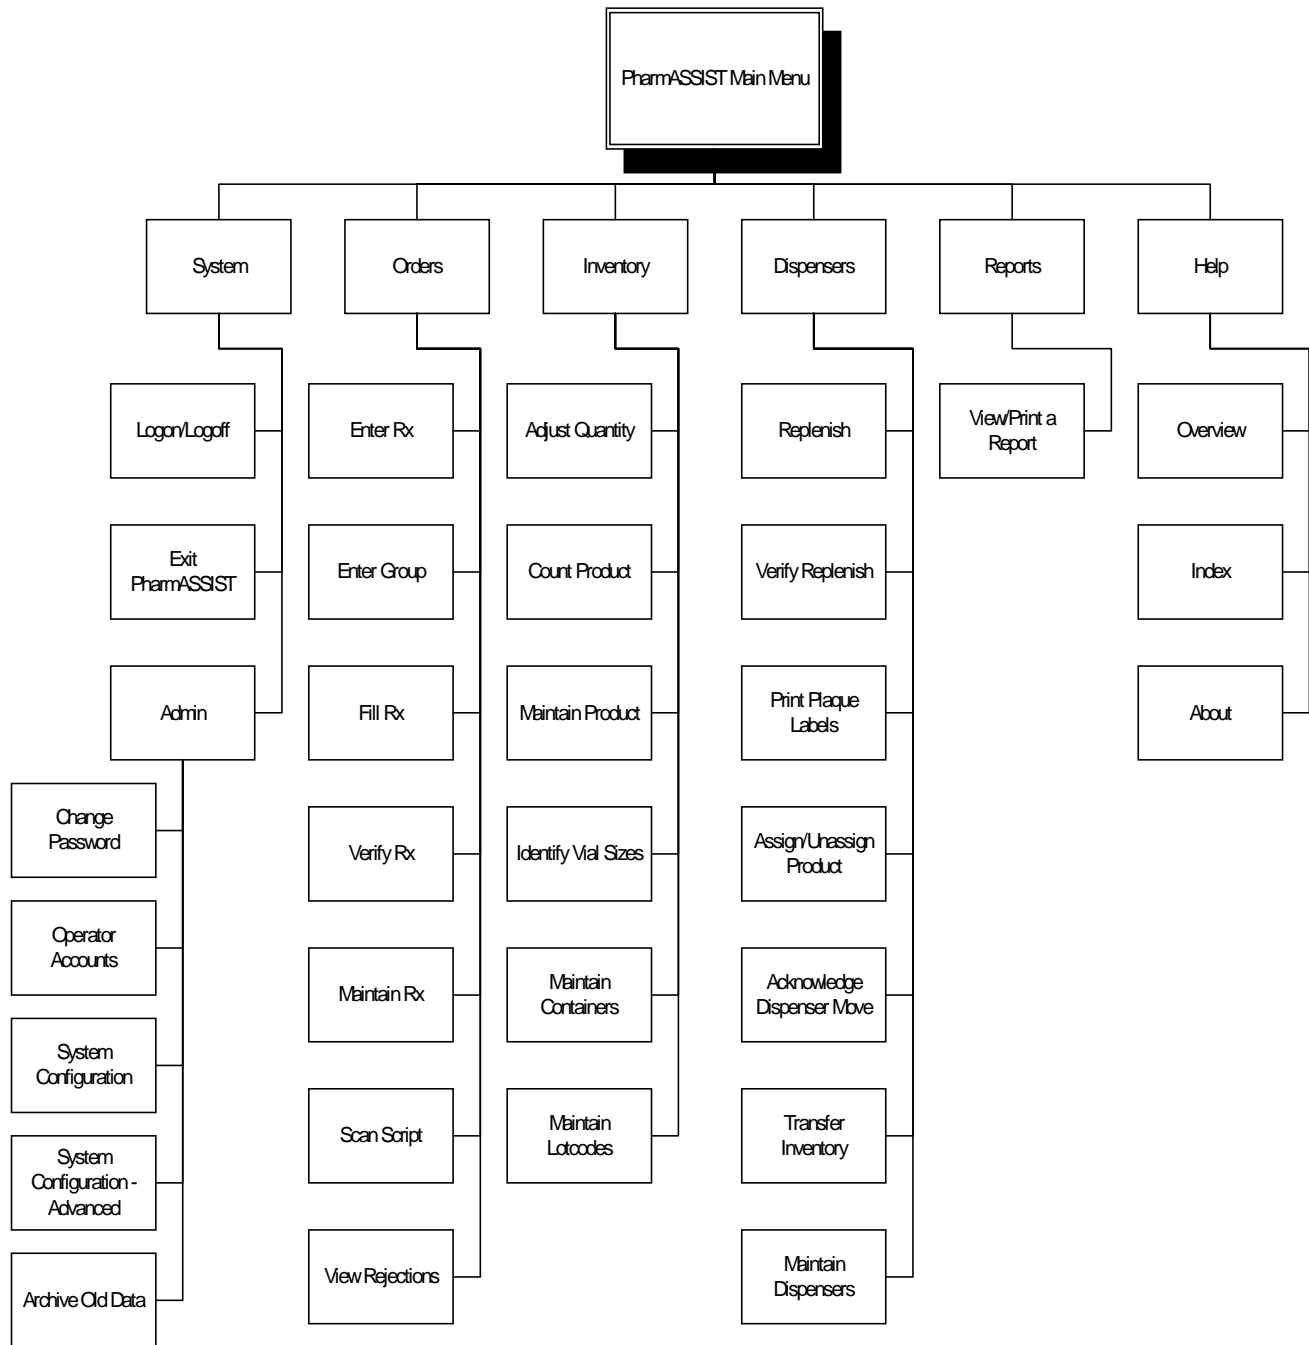 PharmASSIST Main Menu
System
Orders
Inventory
Dispensers
Reports
Help
Logon/Logoff
Enter Rx
Adjust Quantity
Replenish
View/Print a
Report
Overview
Exit
PharmASSIST
Enter Group
Count Product
Verify Replenish
Index
Admin
Fill Rx
Maintain Product
Print Plaque
Labels
About
Change
Password
Verify Rx
Identify Vial Sizes
Assign/Unassign
Product
Operator
Accounts
Maintain Rx
Maintain
Containers
Acknowledge
Dispenser Move
System
Configuration
Scan Script
Maintain
Lotcodes
Transfer
Inventory
System
Configuration -
Advanced
View Rejections
Maintain
Dispensers
Archive Old Data